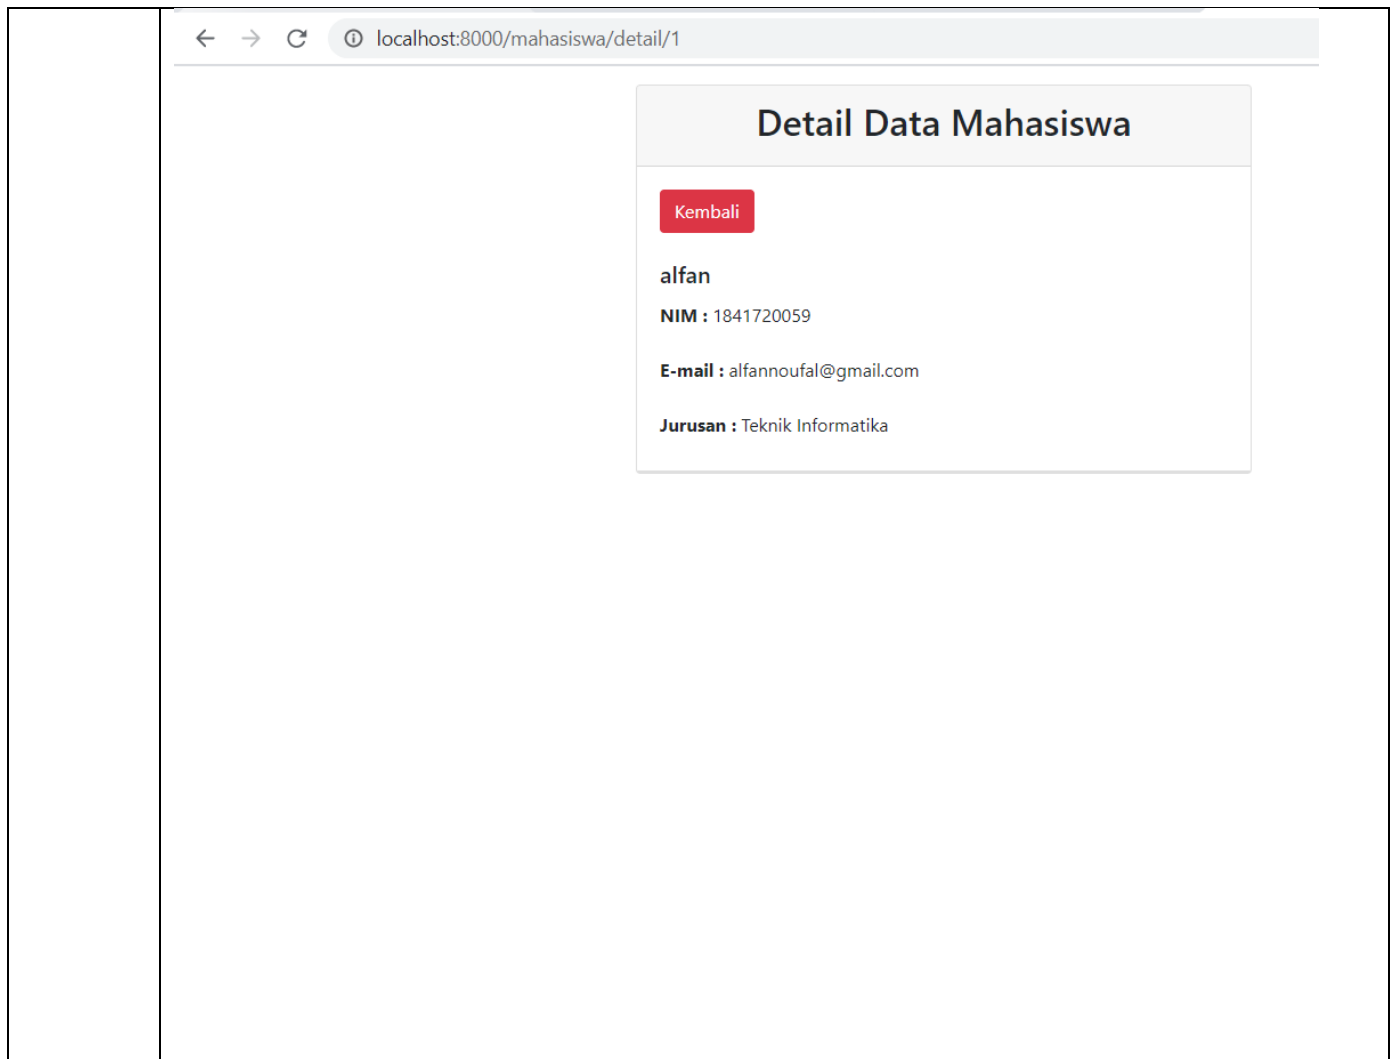 localhost:8000/mahasiswa/detail/1
Detail Data Mahasiswa
Kembali
alfan
NIM : 1841720059
E-mail : alfannoufal@gmail.com
Jurusan : Teknik Informatika